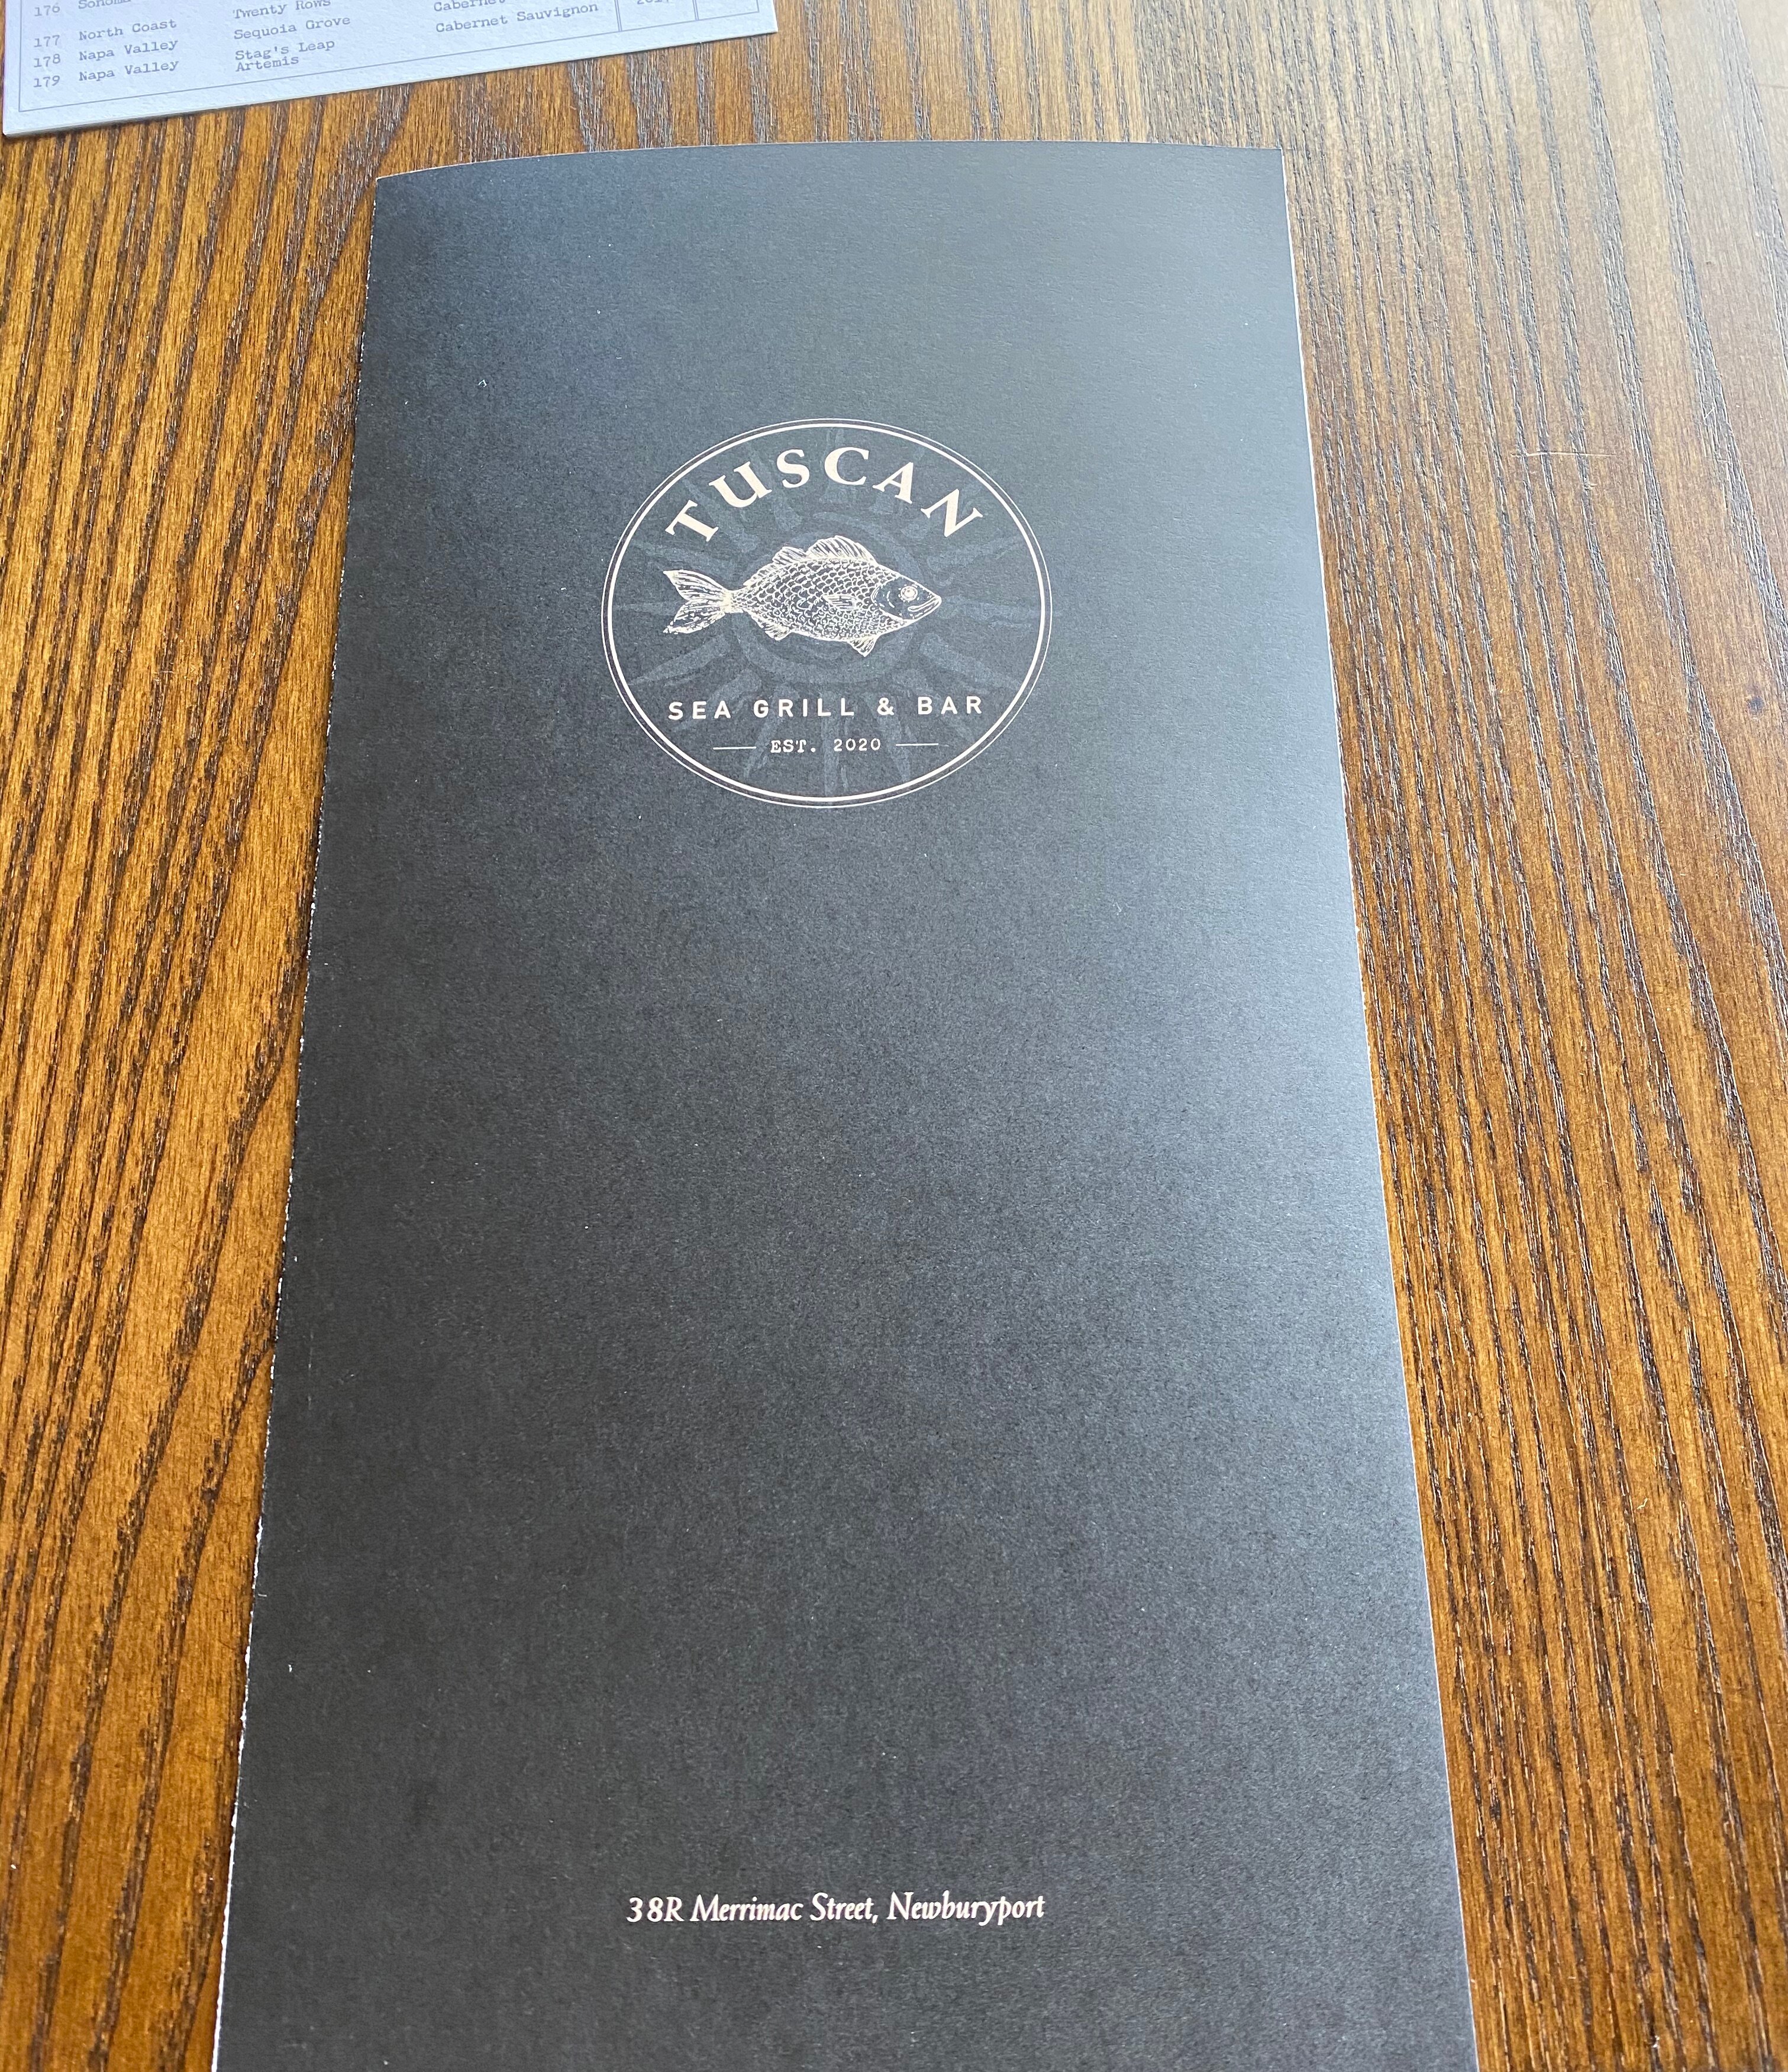 176 Sonoma
Twenty Rows
177 North Coast Sequoia Grove Cabernet Sauvignon
178 Napa Valley Stag's Leap
179 Napa Valley Artemis
TUSCAN
SEA GRILL & BAR
EST. 2020
38R Merrimac Street, Newburyport